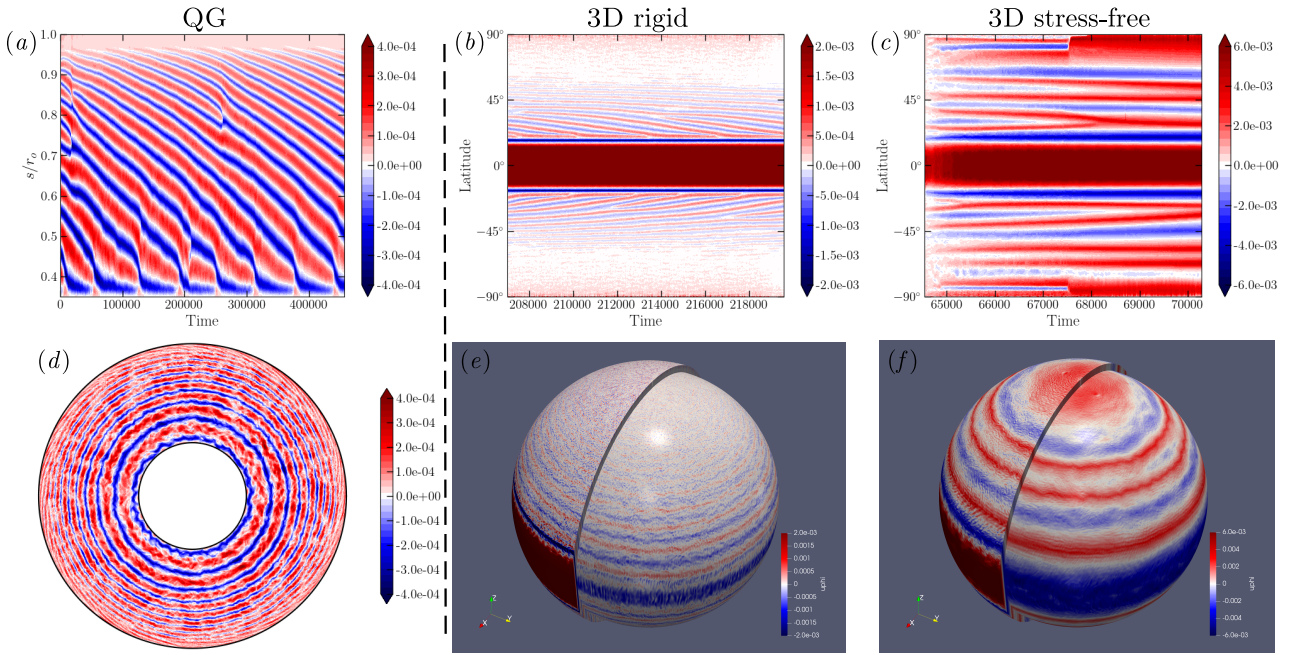 QG
3D rigid
3D stress-free
(a)
s/r_o
1.0
0.9
0.8
0.7
0.6
0.5
0.4
0
100000
200000
300000
400000
Time
4.0e-04
3.0e-04
2.0e-04
1.0e-04
0.0e+00
-1.0e-04
-2.0e-04
-3.0e-04
-4.0e-04
(b)
Latitude
90°
45°
0°
−45°
−90°
208000
210000
212000
214000
216000
218000
Time
2.0e-03
1.5e-03
1.0e-03
5.0e-04
0.0e+00
-5.0e-04
-1.0e-03
-1.5e-03
-2.0e-03
(c)
Latitude
90°
45°
0°
−45°
−90°
65000
66000
67000
68000
69000
70000
Time
6.0e-03
4.0e-03
2.0e-03
0.0e+00
-2.0e-03
-4.0e-03
-6.0e-03
(d)
4.0e-04
3.0e-04
2.0e-04
1.0e-04
0.0e+00
-1.0e-04
-2.0e-04
-3.0e-04
-4.0e-04
(e)
Z
X
Y
2.0e-03
0.0015
0.001
0.0005
0
-0.0005
-0.001
-0.0015
-2.0e-03
uphi
(f)
Z
X
Y
6.0e-03
0.004
0.002
0
-0.002
-0.004
-6.0e-03
uphi